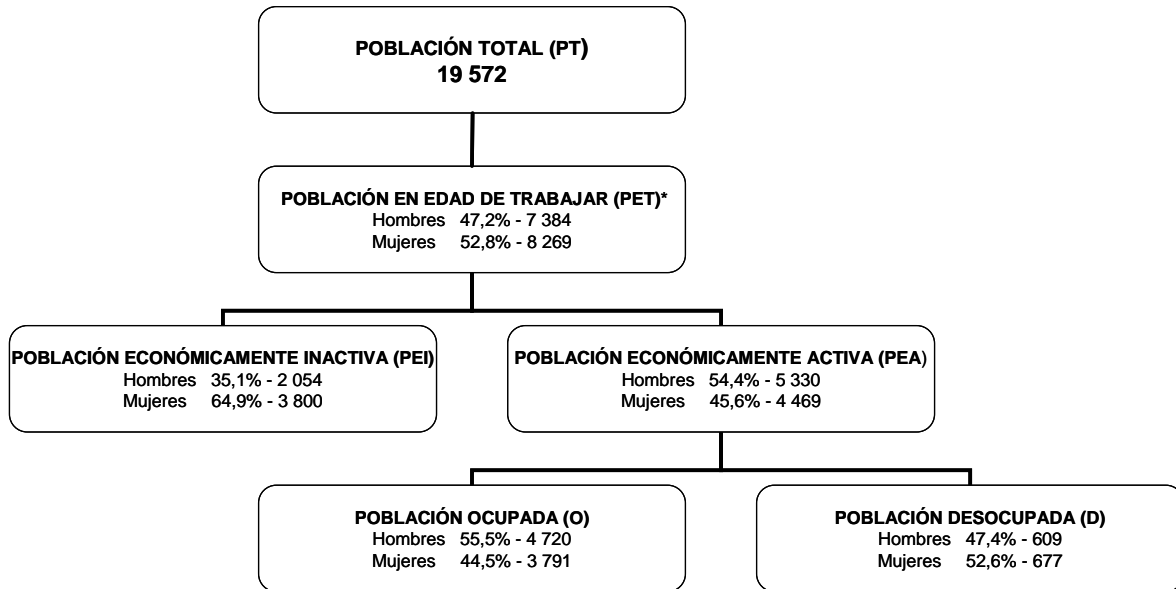 POBLACIÓN TOTAL (PT)
19 572
POBLACIÓN EN EDAD DE TRABAJAR (PET)*
Hombres 47,2% - 7 384
Mujeres 52,8% - 8 269
POBLACIÓN ECONÓMICAMENTE INACTIVA (PEI)
Hombres 35,1% - 2 054
Mujeres 64,9% - 3 800
POBLACIÓN ECONÓMICAMENTE ACTIVA (PEA)
Hombres 54,4% - 5 330
Mujeres 45,6% - 4 469
POBLACIÓN OCUPADA (O)
Hombres 55,5% - 4 720
Mujeres 44,5% - 3 791
POBLACIÓN DESOCUPADA (D)
Hombres 47,4% - 609
Mujeres 52,6% - 677